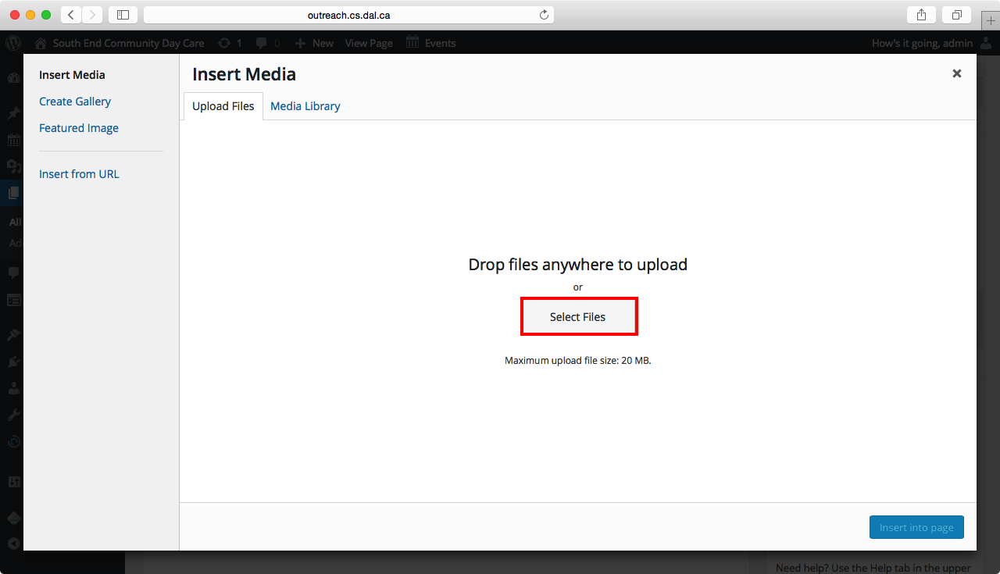 outreach.cs.dal.ca
South End Community Day Care 1 0 New View Page Events How's it going, admin
Insert Media
Create Gallery
Featured Image
Insert from URL
Insert Media
Upload Files Media Library
Drop files anywhere to upload
or
Select Files
Maximum upload file size: 20 MB.
Insert into page
All
Need help? Use the Help tab in the upper